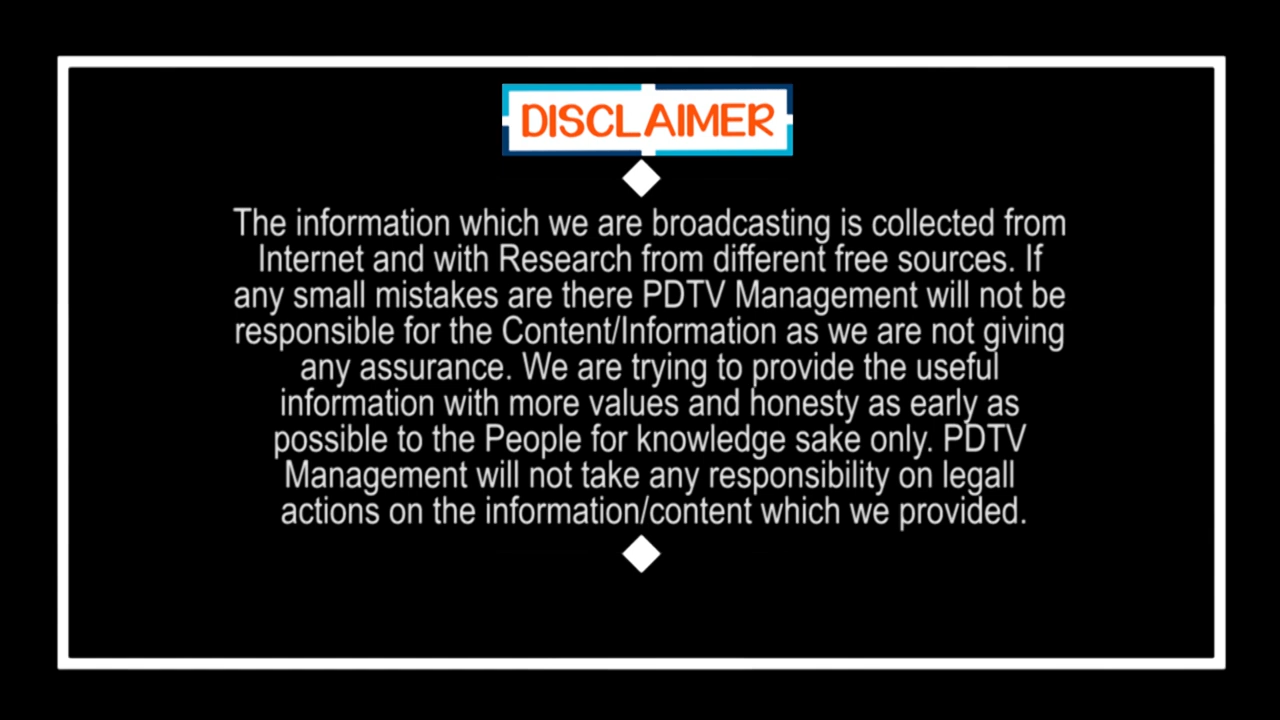 DISCLAIMER
The information which we are broadcasting is collected from
Internet and with Research from different free sources. If
any small mistakes are there PDTV Management will not be
responsible for the Content/Information as we are not giving
any assurance. We are trying to provide the useful
information with more values and honesty as early as
possible to the People for knowledge sake only. PDTV
Management will not take any responsibility on legall
actions on the information/content which we provided.